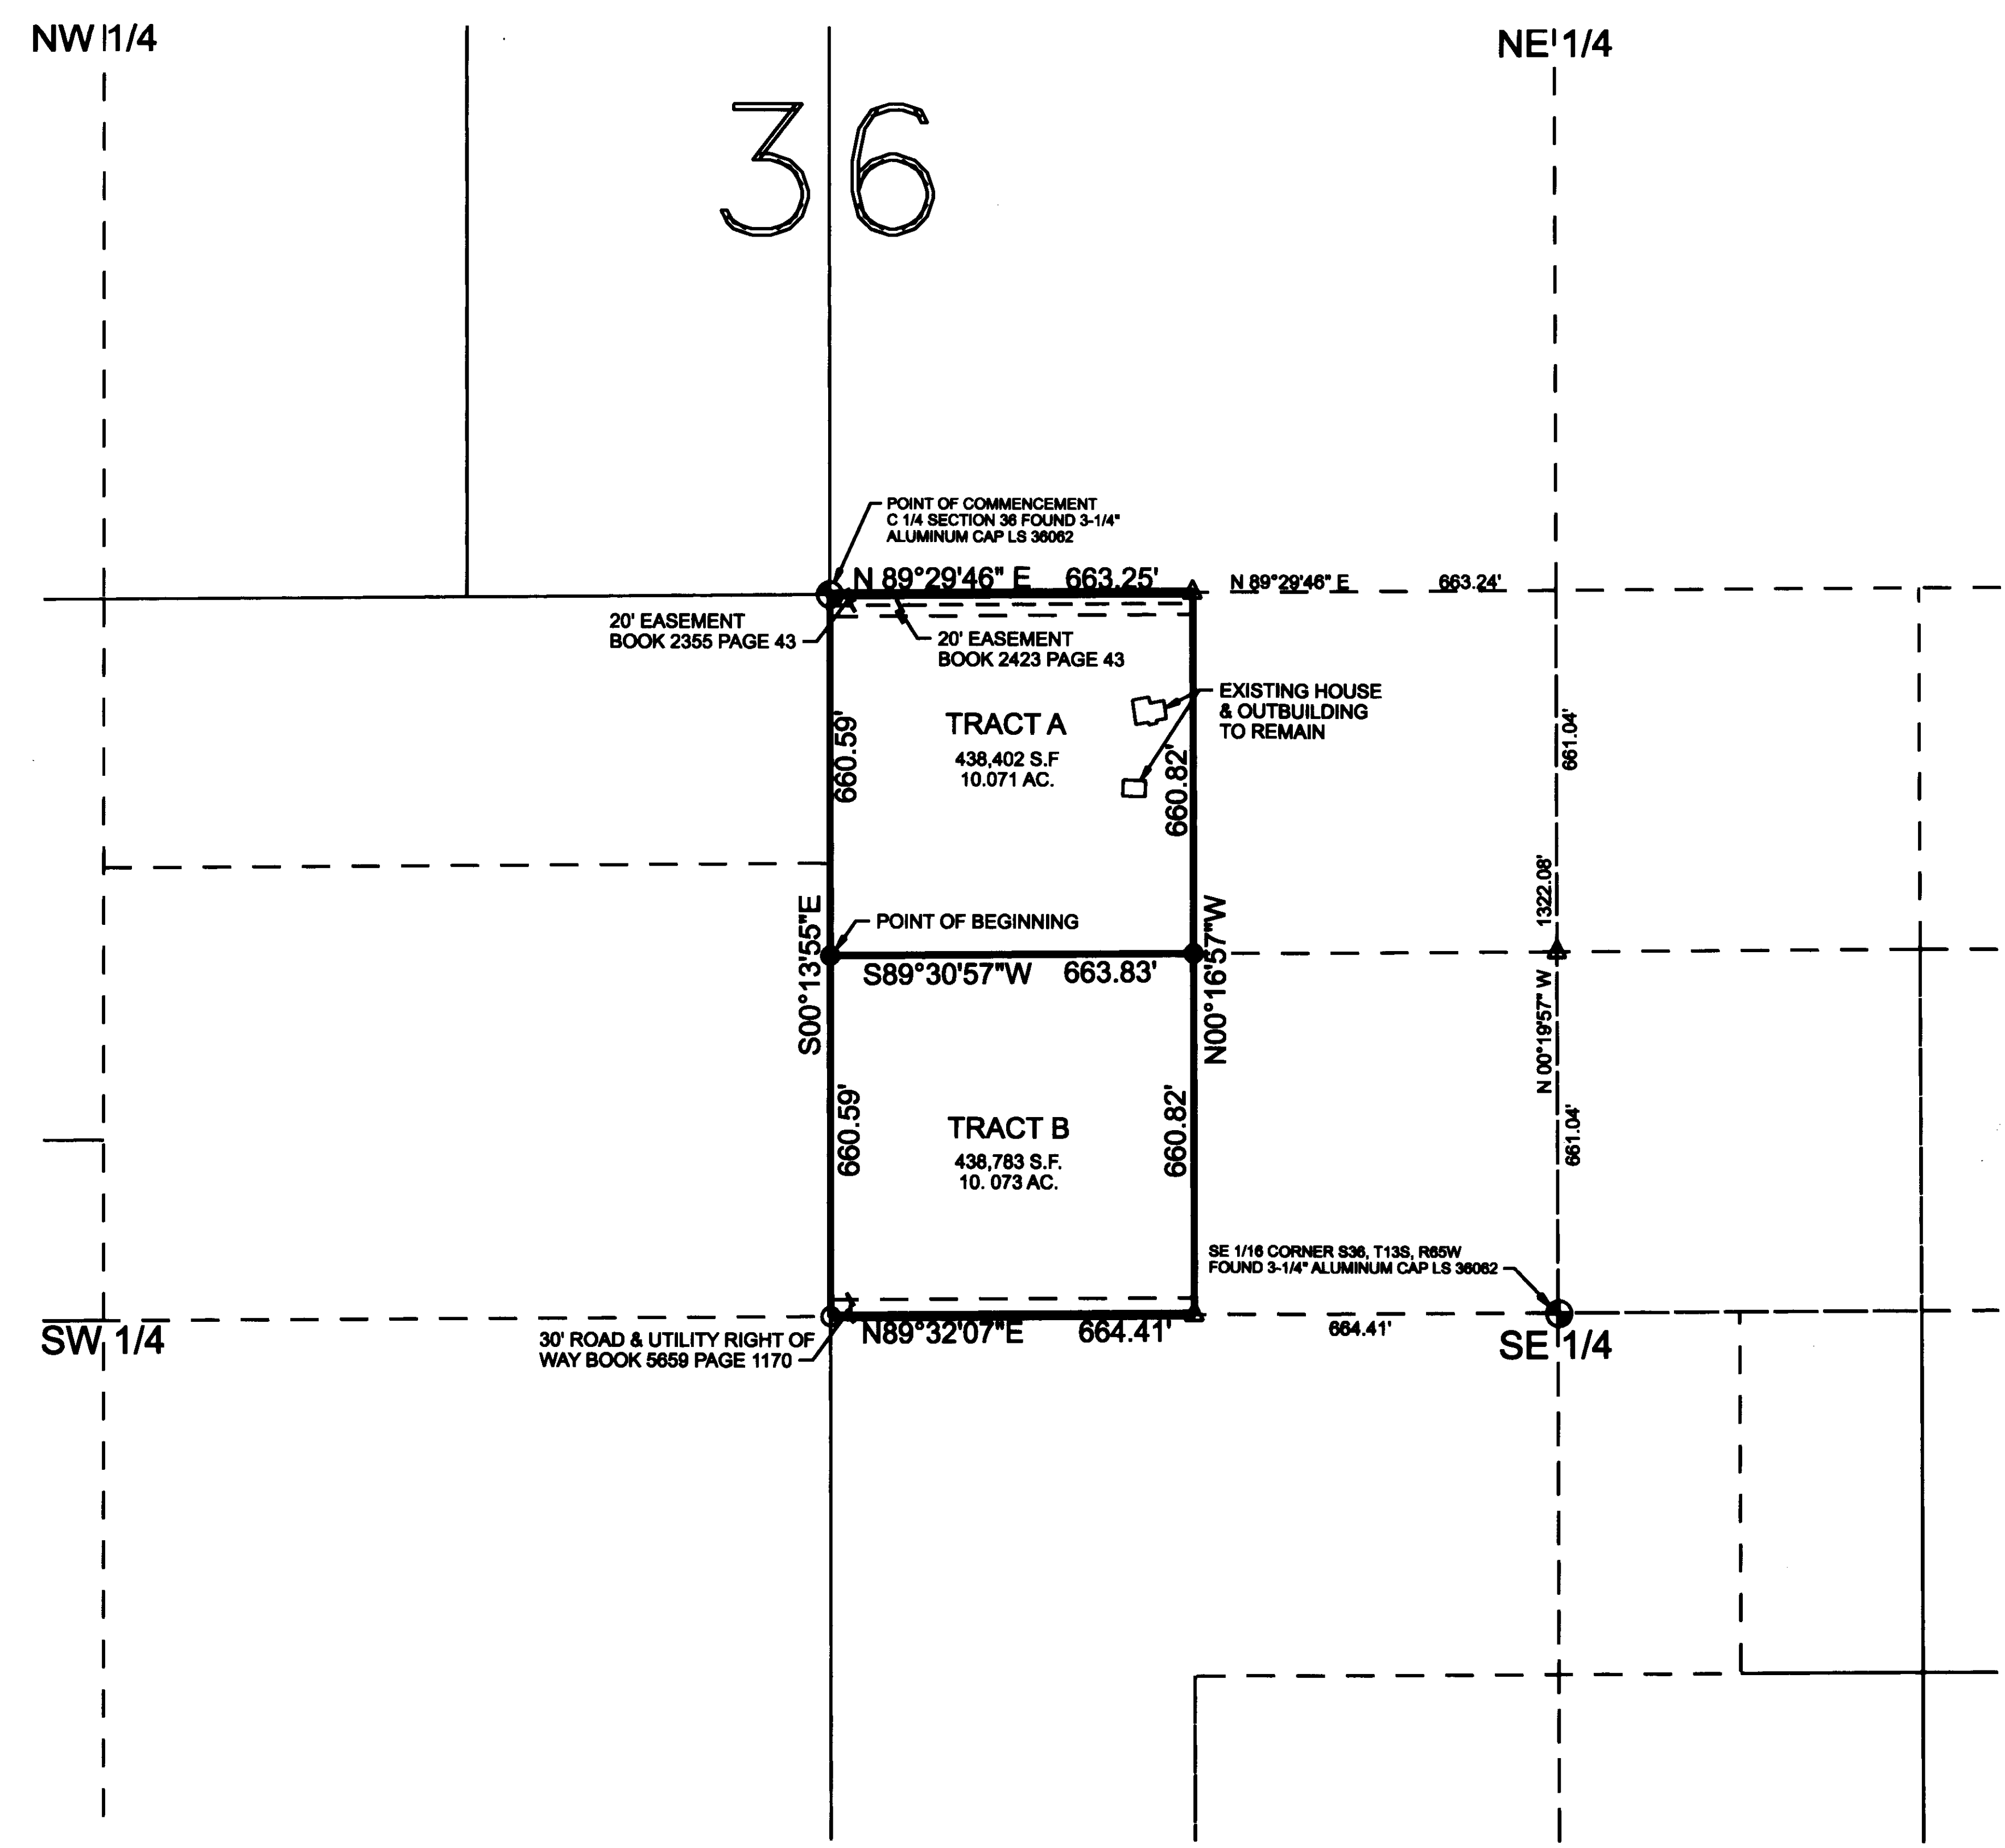 NW 1/4
NE 1/4
36
POINT OF COMMENCEMENT
C 1/4 SECTION 36 FOUND 3-1/4"
ALUMINUM CAP LS 36062
N 89°29'46" E 663.25'
N 89°29'46" E 663.24'
20' EASEMENT
BOOK 2355 PAGE 43
20' EASEMENT
BOOK 2423 PAGE 43
EXISTING HOUSE
& OUTBUILDING
TO REMAIN
TRACT A
438,402 S.F
10.071 AC.
660.59'
660.82'
661.04'
1322.08'
POINT OF BEGINNING
S00°13'55"E
S89°30'57"W 663.83'
N00°16'57"W
N 00°19'57" W
TRACT B
438,783 S.F.
10. 073 AC.
660.59'
660.82'
661.04'
SE 1/16 CORNER S36, T13S, R65W
FOUND 3-1/4" ALUMINUM CAP LS 36062
SW 1/4
30' ROAD & UTILITY RIGHT OF
WAY BOOK 5659 PAGE 1170
N89°32'07"E 664.41'
664.41'
SE 1/4